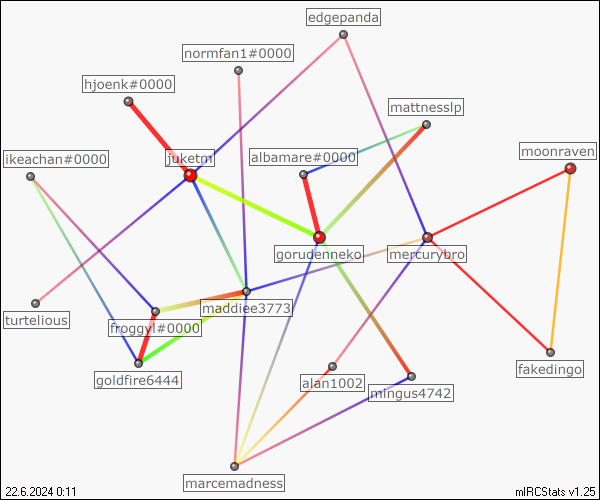 edgepanda
normfan1#0000
hjoenk#0000
mattnesslp
moonraven
ikeachan#0000
juketm
albamare#0000
gorudenneko
mercurybro
maddiee3773
turtelious
froggyl#0000
fakedingo
goldfire6444
alan1002
mingus4742
marcemadness
22.6.2024 0:11
mIRCStats v1.25